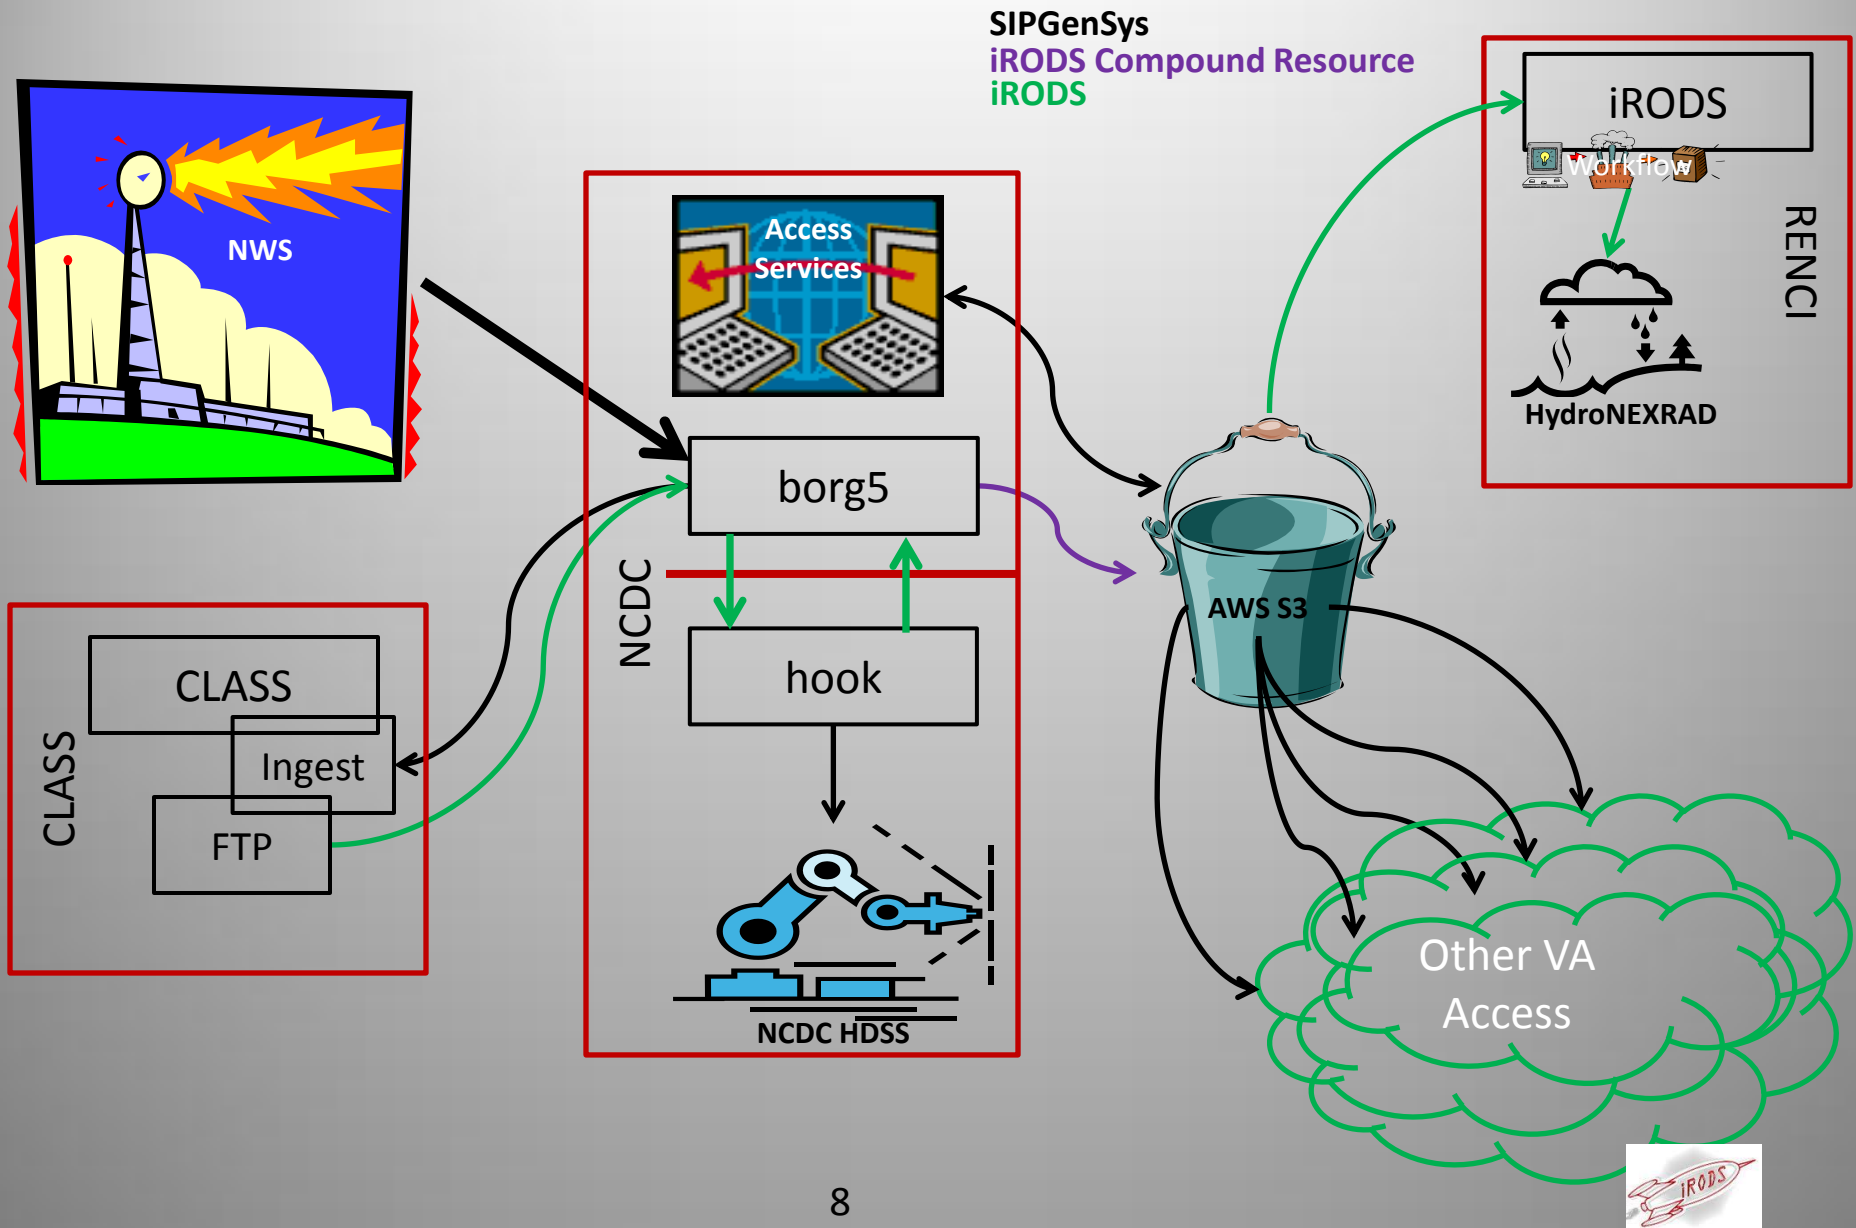 SIPGenSys
iRODS Compound Resource
iRODS
NWS
Access
Services
borg5
NCDC
hook
NCDC HDSS
CLASS
CLASS
Ingest
FTP
AWS S3
iRODS
Workflow
RENCI
HydroNEXRAD
Other VA
Access
iRODS
8